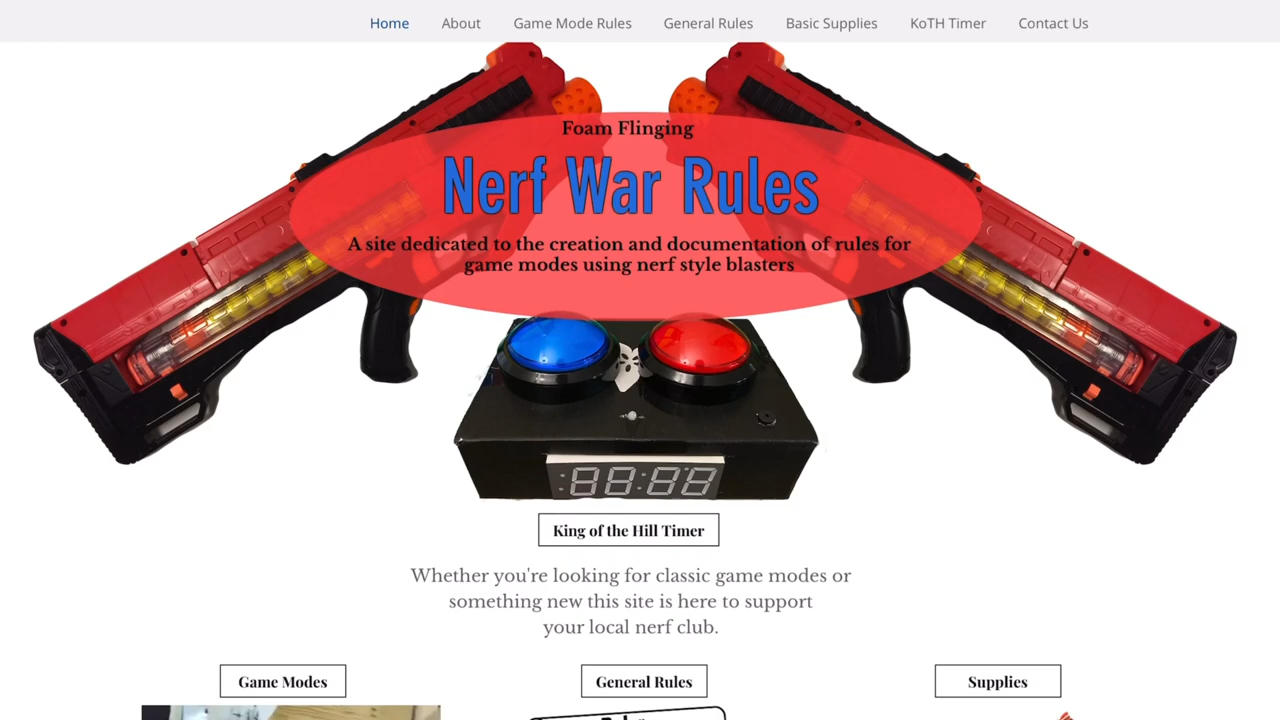 Home About Game Mode Rules General Rules Basic Supplies KoTH Timer Contact Us
Foam Flinging
Nerf War Rules
A site dedicated to the creation and documentation of rules for
game modes using nerf style blasters
88:88
King of the Hill Timer
Whether you're looking for classic game modes or
something new this site is here to support
your local nerf club.
Game Modes
General Rules
Supplies